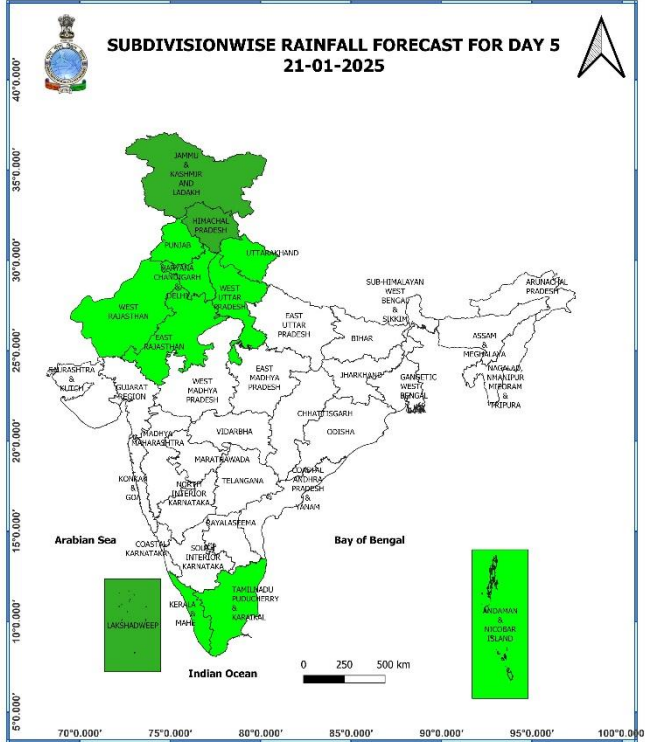 SUBDIVISIONWISE RAINFALL FORECAST FOR DAY 5
21-01-2025
40°0.000'
35°0.000'
30°0.000'
25°0.000'
20°0.000'
15°0.000'
10°0.000'
5°0.000'
JAMMU
&
KASHMIR
AND
LADAKH
HIMACHAL
PRADESH
PUNJAB
UTTARAKHAND
HARYANA
CHANDIGARH
&
DELHI
WEST
UTTAR
PRADESH
WEST
RAJASTHAN
EAST
RAJASTHAN
EAST
UTTAR
PRADESH
SUB-HIMALAYAN
WEST
BENGAL
&
SIKKIM
ARUNACHAL
PRADESH
BIHAR
ASSAM
&
MEGHALAYA
NAGALAD,
NMANIPUR
MIZORAM
&
TRIPURA
SAURASHTRA
&
KUTCH
GUJARAT
REGION
WEST
MADHYA
PRADESH
EAST
MADHYA
PRADESH
JHARKHAND
GANGETIC
WEST
BENGAL
CHHATTISGARH
ODISHA
MADHYA
MAHARASHTRA
VIDARBHA
MARATHWADA
KONKAN
&
GOA
NORTH
INTERIOR
KARNATAKA
TELANGANA
COASTAL
ANDHRA
PRADESH
&
YANAM
RAYALASEEMA
COASTAL
KARNATAKA
SOUTH
INTERIOR
KARNATAKA
Arabian Sea
Bay of Bengal
LAKSHADWEEP
KERALA
&
MAHE
TAMILNADU
PUDUCHERRY
&
KARAIKAL
ANDAMAN
&
NICOBAR
ISLAND
Indian Ocean
0 250 500 km
70°0.000' 75°0.000' 80°0.000' 85°0.000' 90°0.000' 95°0.000' 100°0.000'